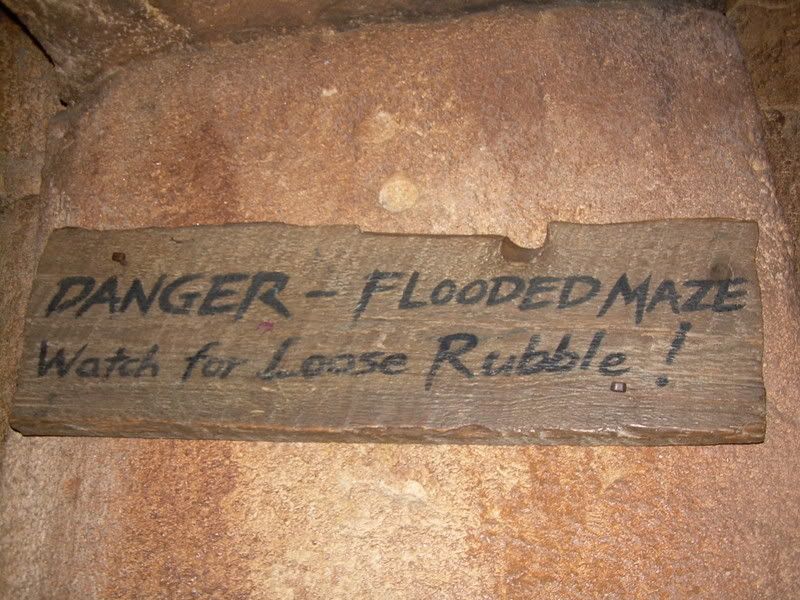 DANGER - FLOODED MAZE
Watch for Loose Rubble!